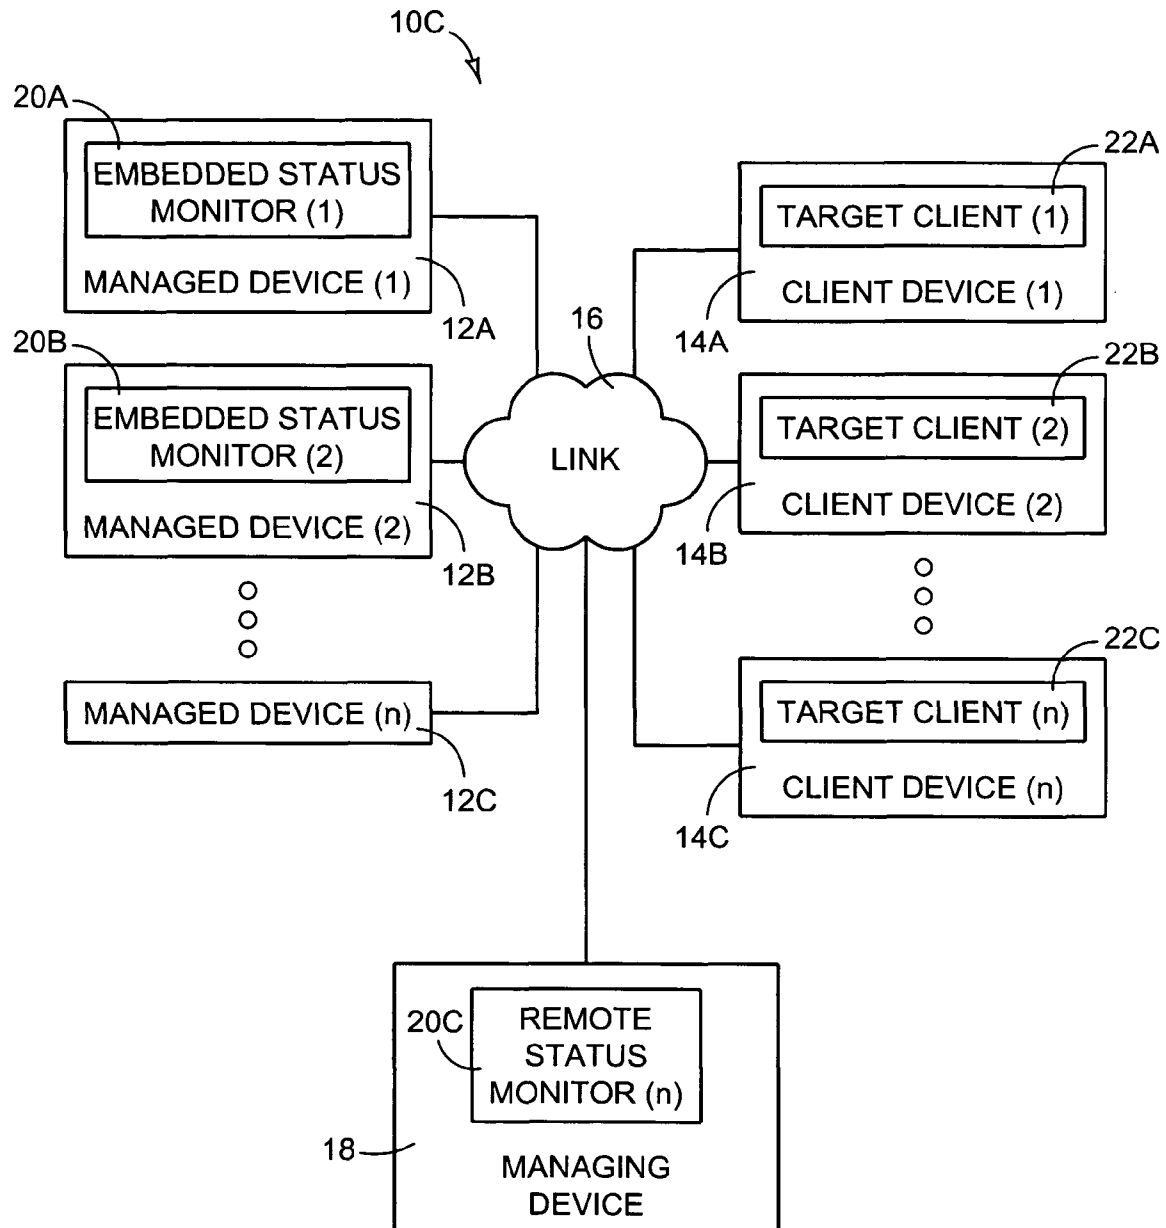 10C
20A
EMBEDDED STATUS
MONITOR (1)
MANAGED DEVICE (1)
12A
20B
EMBEDDED STATUS
MONITOR (2)
MANAGED DEVICE (2)
12B
MANAGED DEVICE (n)
12C
16
LINK
22A
TARGET CLIENT (1)
CLIENT DEVICE (1)
14A
22B
TARGET CLIENT (2)
CLIENT DEVICE (2)
14B
22C
TARGET CLIENT (n)
CLIENT DEVICE (n)
14C
20C
REMOTE
STATUS
MONITOR (n)
18
MANAGING
DEVICE